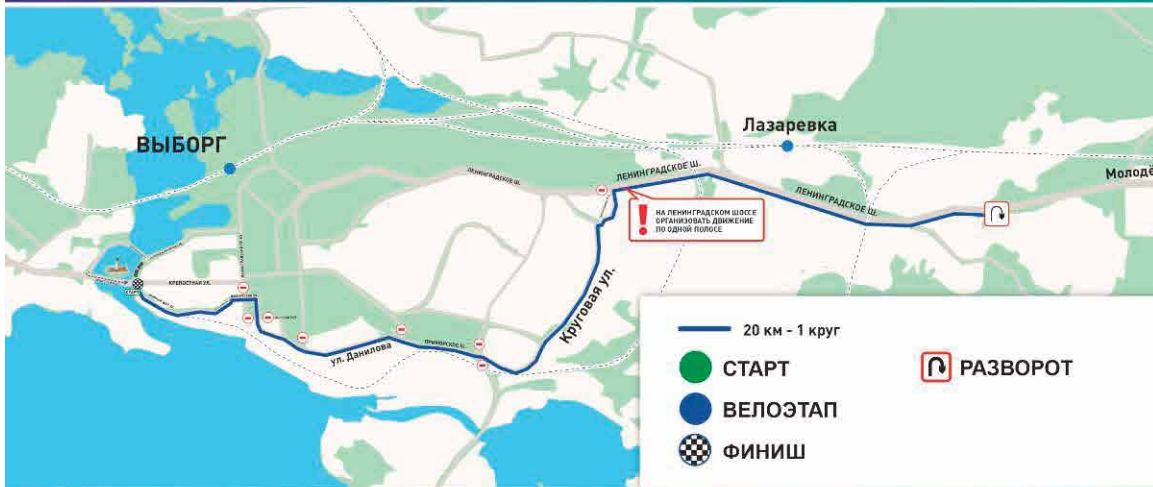 ВЫБОРГ
Лазаревка
Молодё
ЛЕНИНГРАДСКОЕ Ш.
ЛЕНИНГРАДСКОЕ Ш.
ЛЕНИНГРАДСКОЕ Ш.
НА ЛЕНИНГРАДСКОМ ШОССЕ
ОРГАНИЗОВАТЬ ДВИЖЕНИЕ
ПО ОДНОЙ ПОЛОСЕ
КРЕПОСТНАЯ УЛ.
Круговая ул.
ул. Данилова
ПРИМОРСКОЕ Ш.
20 км - 1 круг
СТАРТ
РАЗВОРОТ
ВЕЛОЭТАП
ФИНИШ